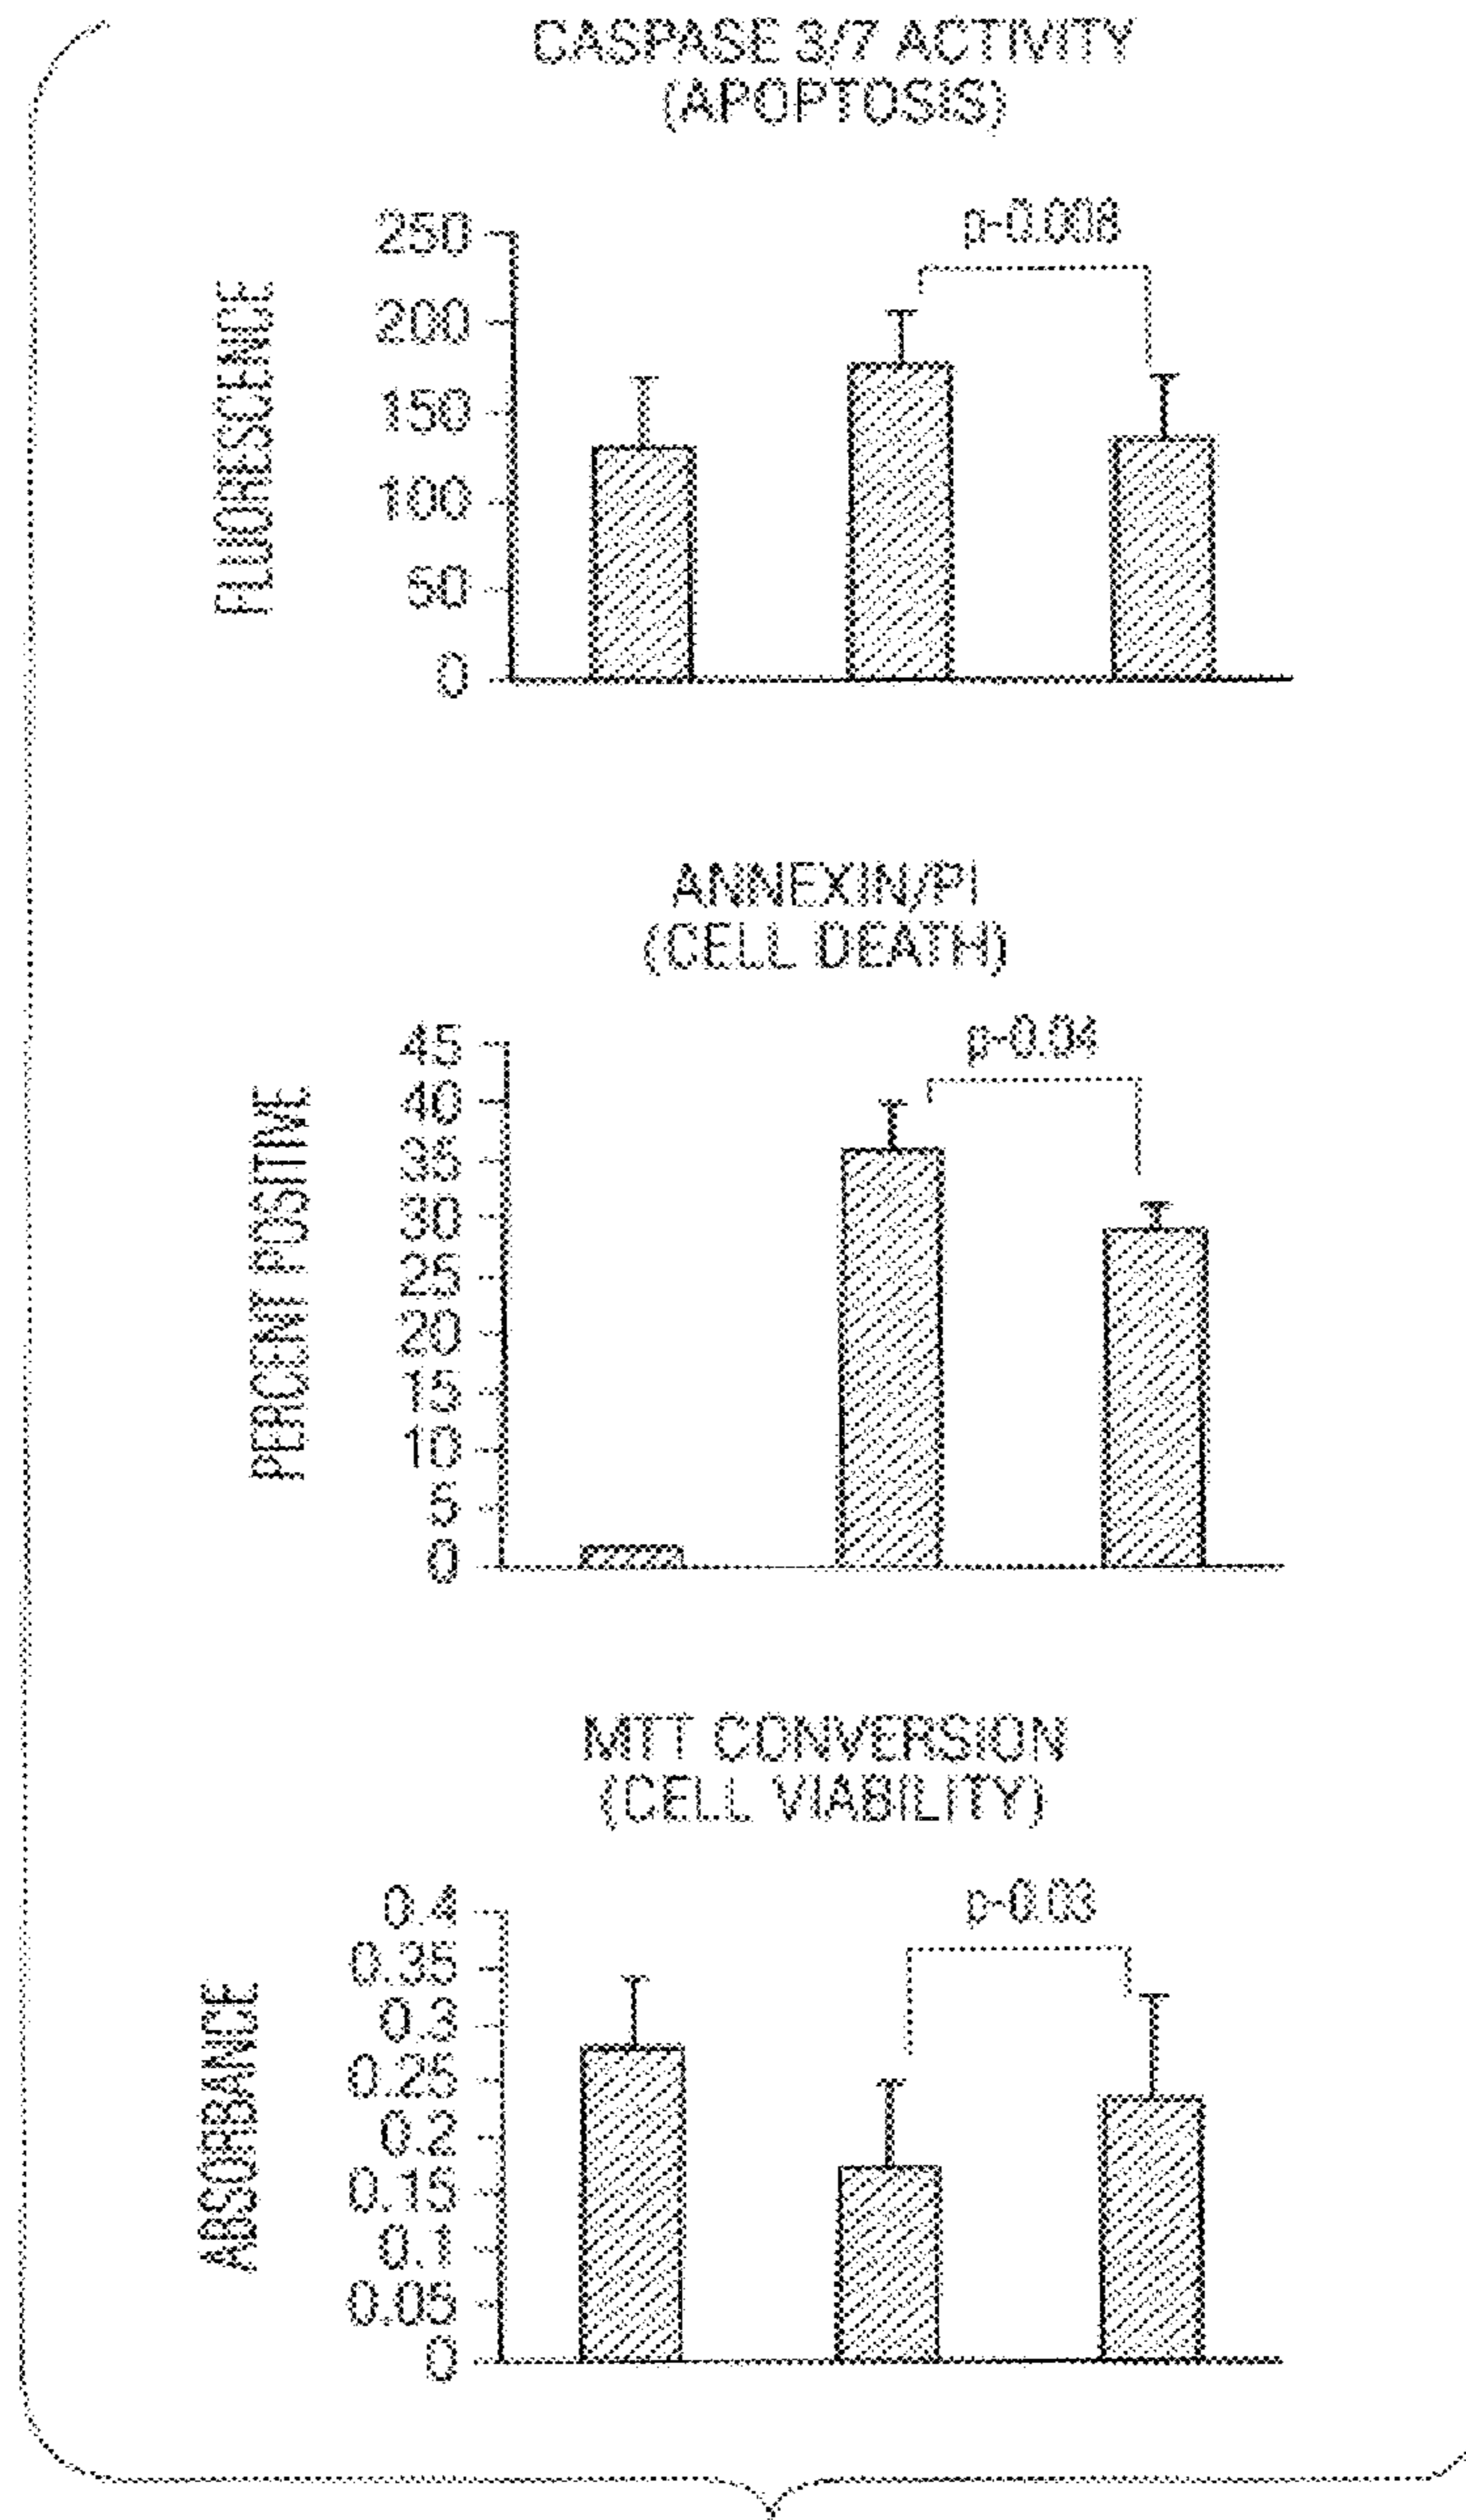 CASPASE 3/7 ACTIVITY
(APOPTOSIS)
p-0.008
250
200
150
100
50
0
FLUORESCENCE
ANNEXIN/PI
(CELL DEATH)
p-0.04
45
40
35
30
25
20
15
10
5
0
PERCENT POSITIVE
MTT CONVERSION
(CELL VIABILITY)
p-0.03
0.4
0.35
0.3
0.25
0.2
0.15
0.1
0.05
0
ABSORBANCE